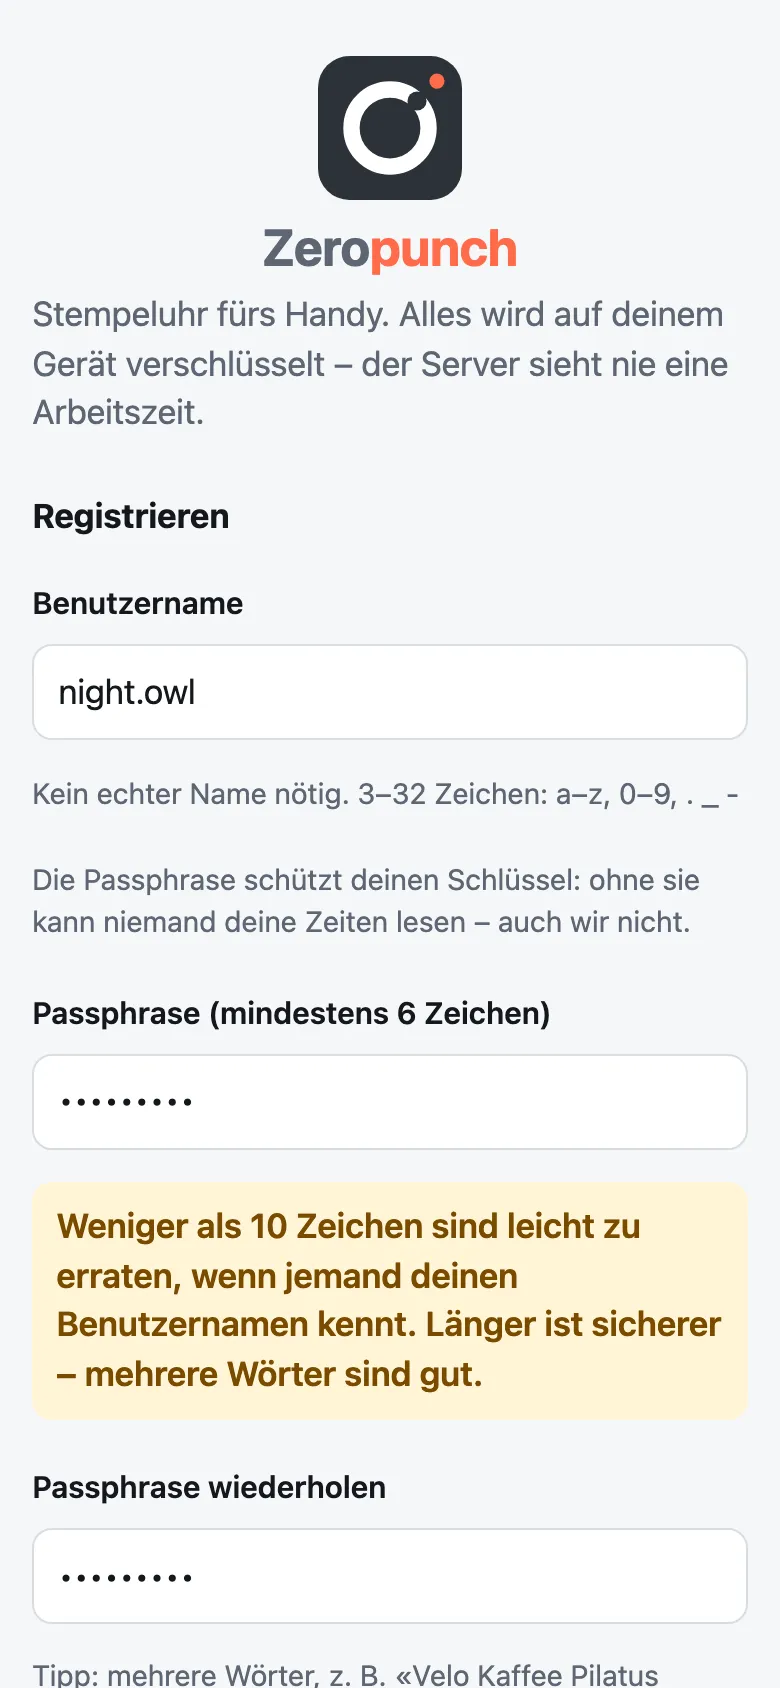 Zeropunch
Stempeluhr fürs Handy. Alles wird auf deinem
Gerät verschlüsselt – der Server sieht nie eine
Arbeitszeit.
Registrieren
Benutzername
night.owl
Kein echter Name nötig. 3–32 Zeichen: a–z, 0–9, . _ -
Die Passphrase schützt deinen Schlüssel: ohne sie
kann niemand deine Zeiten lesen – auch wir nicht.
Passphrase (mindestens 6 Zeichen)
•••••••••
Weniger als 10 Zeichen sind leicht zu
erraten, wenn jemand deinen
Benutzernamen kennt. Länger ist sicherer
– mehrere Wörter sind gut.
Passphrase wiederholen
•••••••••
Tipp: mehrere Wörter, z. B. «Velo Kaffee Pilatus